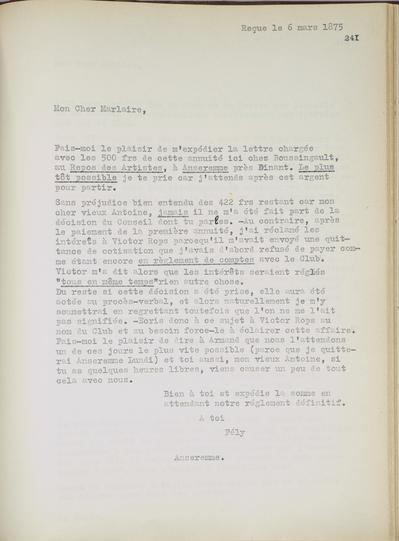 Reçue le 6 mars 1875
241
Mon Cher Marlaire,
Fais-moi le plaisir de m'expédier la lettre chargée
avec les 500 frs de cette annuité ici chez Boussingault,
au Repos des Artistes, à Anseremme près Dinant. Le plus
tôt possible je te prie car j'attends après cet argent
pour partir.
Sans préjudice bien entendu des 422 frs restant car mon
cher vieux Antoine, jamais il ne m'a été fait part de la
décision du Conseil dont tu parles. -Au contraire, après
le paiement de la première annuité, j'ai réclamé les
intérêts à Victor Rops parcequ'il m'avait envoyé une quit-
tance de cotisation que j'avais d'abord refusé de payer com-
me étant encore en règlement de comptes avec le Club.
Victor m'a dit alors que les intérêts seraient réglés
"tous en même temps"rien autre chose.
Du reste si cette décision a été prise, elle aura été
actée au procès-verbal, et alors naturellement je m'y
soumettrai en regrettant toutefois que l'on ne me l'ait
pas signifiée. -Ecris donc à ce sujet à Victor Rops au
nom du Club et au besoin force-le à éclairer cette affaire.
Fais-moi le plaisir de dire à Armand que nous l'attendons
un de ces jours le plus vite possible (parce que je quitte-
rai Anseremme Lundi) et toi aussi, mon vieux Antoine, si
tu as quelques heures libres, viens causer un peu de tout
cela avec nous.
Bien à toi et expédie la somme en
attendant notre réglement définitif.
A toi
Fély
Anseremme.